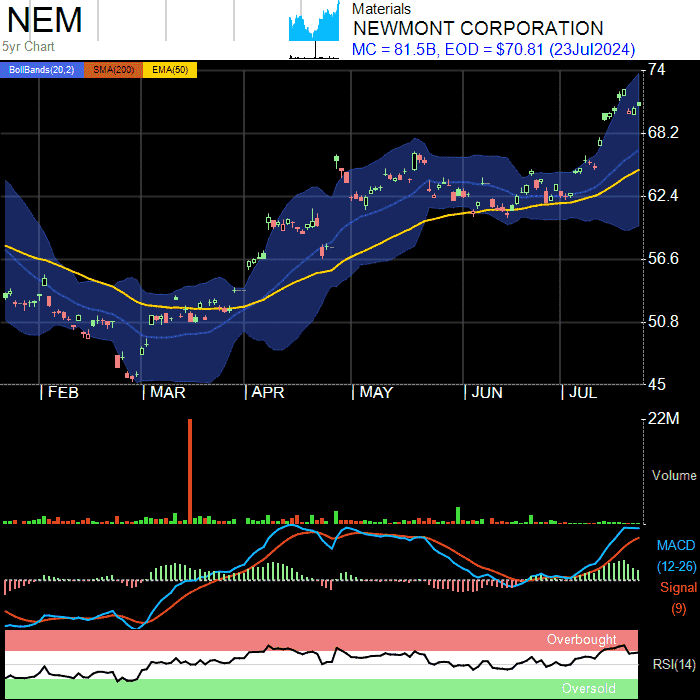 NEM
5yr Chart
Materials
NEWMONT CORPORATION
MC = 81.5B, EOD = $70.81 (23Jul2024)
BollBands(20,2) SMA(200) EMA(50)
74
68.2
62.4
56.6
50.8
45
FEB MAR APR MAY JUN JUL
22M
Volume
MACD
(12-26)
Signal
(9)
Overbought
RSI(14)
Oversold